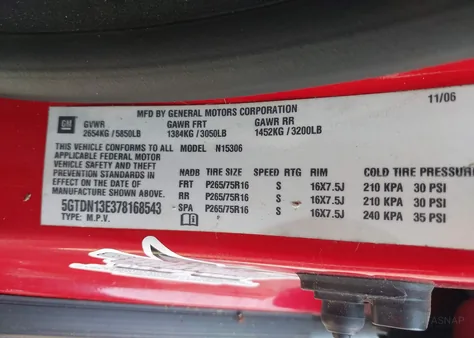 MFD BY GENERAL MOTORS CORPORATION 11/06
GM GVWR GAWR FRT GAWR RR
2654KG / 5850LB 1384KG / 3050LB 1452KG / 3200LB
THIS VEHICLE CONFORMS TO ALL MODEL N15306
APPLICABLE FEDERAL MOTOR
VEHICLE SAFETY AND THEFT NADB TIRE SIZE SPEED RTG RIM COLD TIRE PRESSURE
PREVENTION STANDARDS IN FRT P265/75R16 S 16X7.5J 210 KPA 30 PSI
EFFECT ON THE DATE OF RR P265/75R16 S 16X7.5J 210 KPA 30 PSI
MANUFACTURE SHOWN ABOVE. SPA P265/75R16 S 16X7.5J 240 KPA 35 PSI
5GTDN13E378168543
TYPE: M.P.V.
ASNAP